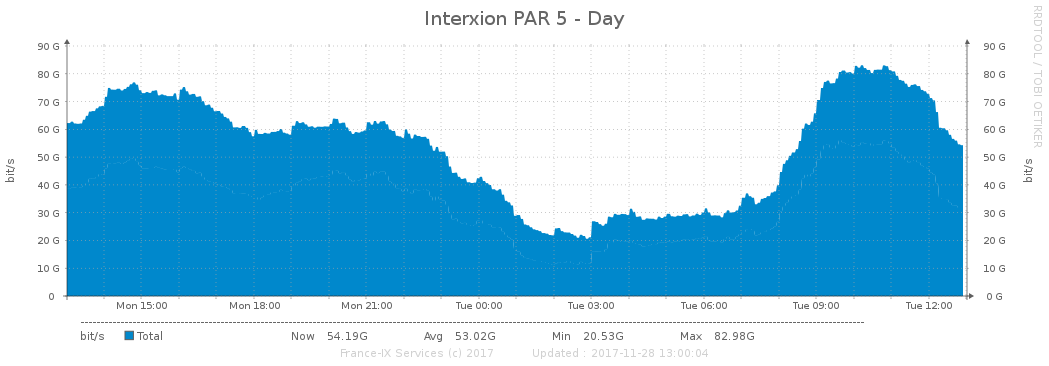 Interxion PAR 5 - Day
RRDTOOL / TOBI OETIKER
90 G 90 G
80 G 80 G
70 G 70 G
60 G 60 G
50 G 50 G
40 G 40 G
30 G 30 G
20 G 20 G
10 G 10 G
0 0 G
bit/s
bit/s
Mon 15:00 Mon 18:00 Mon 21:00 Tue 00:00 Tue 03:00 Tue 06:00 Tue 09:00 Tue 12:00
bit/s Total Now 54.19G Avg 53.02G Min 20.53G Max 82.98G
France-IX Services (c) 2017 Updated : 2017-11-28 13:00:04